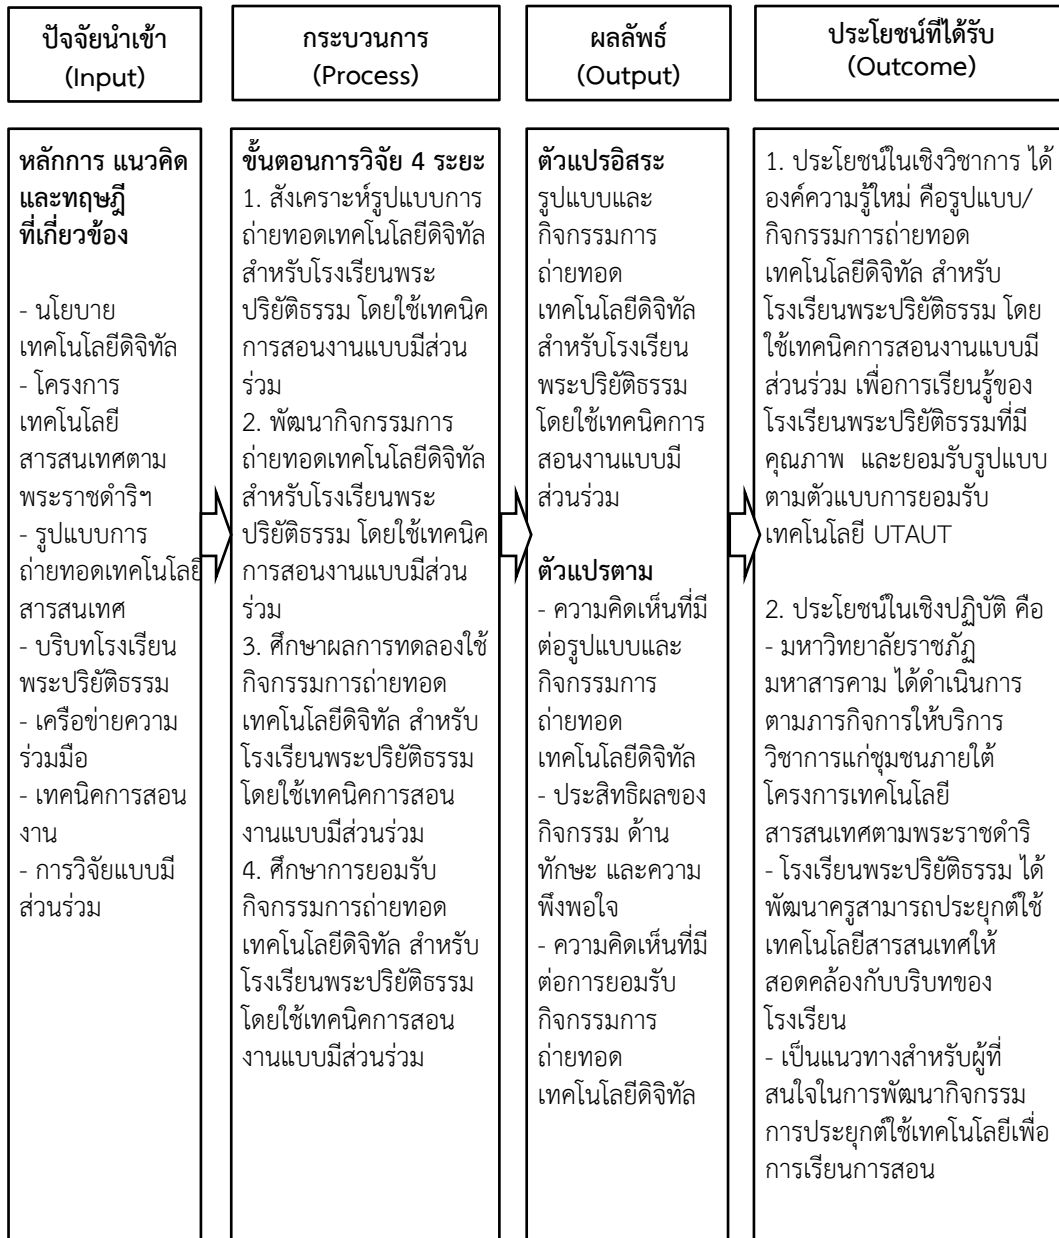 ปัจจัยนำเข้า
(Input)
กระบวนการ
(Process)
ผลลัพธ์
(Output)
ประโยชน์ที่ได้รับ
(Outcome)
หลักการ แนวคิด
และทฤษฎี
ที่เกี่ยวข้อง
- นโยบาย
เทคโนโลยีดิจิทัล
- โครงการ
เทคโนโลยี
สารสนเทศตาม
พระราชดำริฯ
- รูปแบบการ
ถ่ายทอดเทคโนโลยี
สารสนเทศ
- บริบทโรงเรียน
พระปริยัติธรรม
- เครือข่ายความ
ร่วมมือ
- เทคนิคการสอน
งาน
- การวิจัยแบบมี
ส่วนร่วม
ขั้นตอนการวิจัย 4 ระยะ
1. สังเคราะห์รูปแบบการ
ถ่ายทอดเทคโนโลยีดิจิทัล
สำหรับโรงเรียนพระ
ปริยัติธรรม โดยใช้เทคนิค
การสอนงานแบบมีส่วน
ร่วม
2. พัฒนากิจกรรมการ
ถ่ายทอดเทคโนโลยีดิจิทัล
สำหรับโรงเรียนพระ
ปริยัติธรรม โดยใช้เทคนิค
การสอนงานแบบมีส่วน
ร่วม
3. ศึกษาผลการทดลองใช้
กิจกรรมการถ่ายทอด
เทคโนโลยีดิจิทัล สำหรับ
โรงเรียนพระปริยัติธรรม
โดยใช้เทคนิคการสอน
งานแบบมีส่วนร่วม
4. ศึกษาการยอมรับ
กิจกรรมการถ่ายทอด
เทคโนโลยีดิจิทัล สำหรับ
โรงเรียนพระปริยัติธรรม
โดยใช้เทคนิคการสอน
งานแบบมีส่วนร่วม
ตัวแปรอิสระ
รูปแบบและ
กิจกรรมการ
ถ่ายทอด
เทคโนโลยีดิจิทัล
สำหรับโรงเรียน
พระปริยัติธรรม
โดยใช้เทคนิคการ
สอนงานแบบมี
ส่วนร่วม
ตัวแปรตาม
- ความคิดเห็นที่มี
ต่อรูปแบบและ
กิจกรรมการ
ถ่ายทอด
เทคโนโลยีดิจิทัล
- ประสิทธิผลของ
กิจกรรม ด้าน
ทักษะ และความ
พึงพอใจ
- ความคิดเห็นที่มี
ต่อการยอมรับ
กิจกรรมการ
ถ่ายทอด
เทคโนโลยีดิจิทัล
1. ประโยชน์ในเชิงวิชาการ ได้
องค์ความรู้ใหม่ คือรูปแบบ/
กิจกรรมการถ่ายทอด
เทคโนโลยีดิจิทัล สำหรับ
โรงเรียนพระปริยัติธรรม โดย
ใช้เทคนิคการสอนงานแบบมี
ส่วนร่วม เพื่อการเรียนรู้ของ
โรงเรียนพระปริยัติธรรมที่มี
คุณภาพ และยอมรับรูปแบบ
ตามตัวแบบการยอมรับ
เทคโนโลยี UTAUT
2. ประโยชน์ในเชิงปฏิบัติ คือ
- มหาวิทยาลัยราชภัฏ
มหาสารคาม ได้ดำเนินการ
ตามภารกิจการให้บริการ
วิชาการแก่ชุมชนภายใต้
โครงการเทคโนโลยี
สารสนเทศตามพระราชดำริ
- โรงเรียนพระปริยัติธรรม ได้
พัฒนาครูสามารถประยุกต์ใช้
เทคโนโลยีสารสนเทศให้
สอดคล้องกับบริบทของ
โรงเรียน
- เป็นแนวทางสำหรับผู้ที่
สนใจในการพัฒนากิจกรรม
การประยุกต์ใช้เทคโนโลยีเพื่อ
การเรียนการสอน